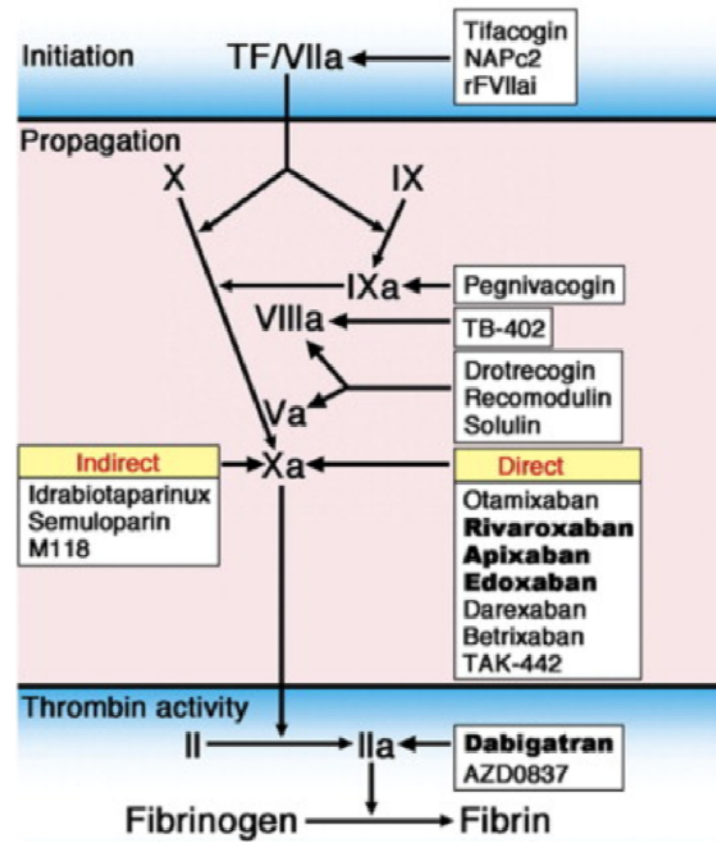 Initiation
TF/VIIa
Tifacogin
NAPc2
rFVIIai
Propagation
X
IX
IXa
Pegnivacogin
VIIIa
TB-402
Drotrecogin
Recomodulin
Solulin
Va
Indirect
Xa
Direct
Idrabiotaparinux
Semuloparin
M118
Otamixaban
Rivaroxaban
Apixaban
Edoxaban
Darexaban
Betrixaban
TAK-442
Thrombin activity
II
IIa
Dabigatran
AZD0837
Fibrinogen
Fibrin